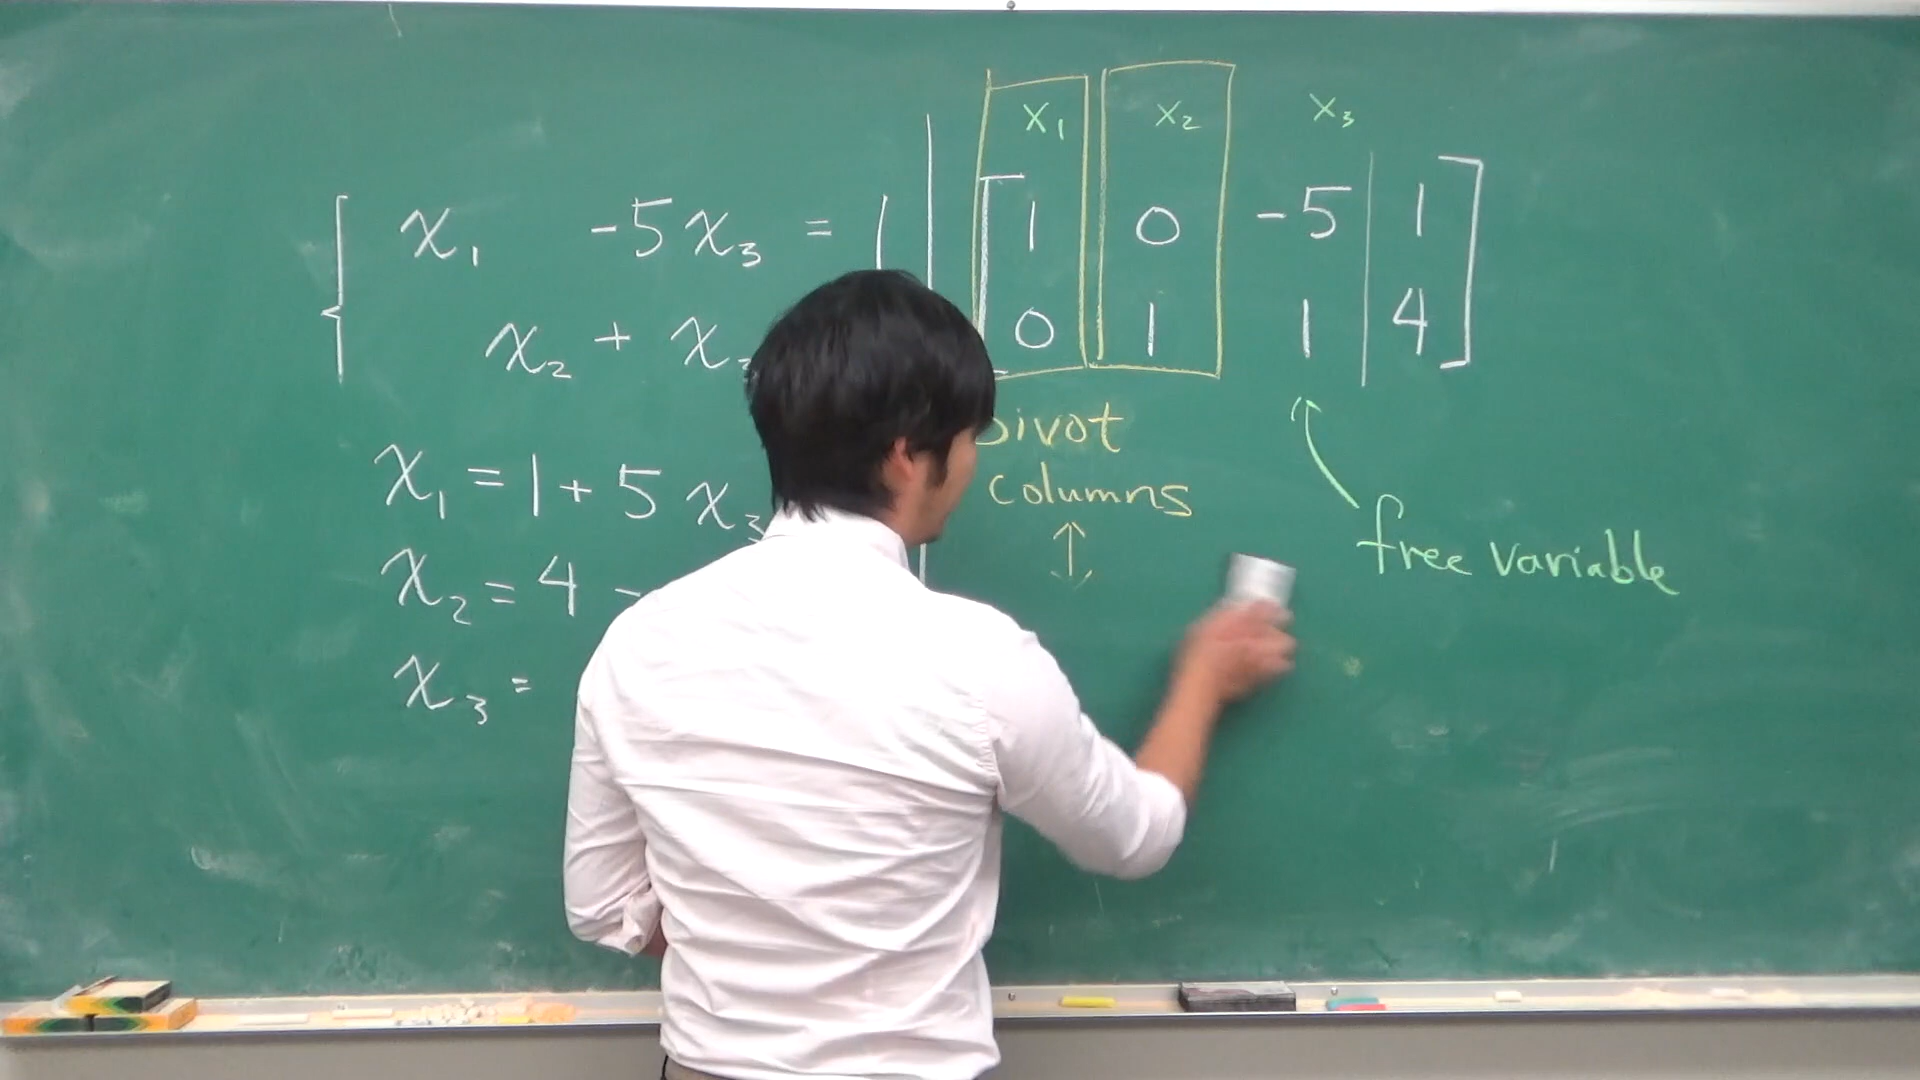 x₁ -5x₃ = 1
x₂ + x
x₁ = 1 + 5x₃
x₂ = 4 -
x₃ =
x₁ x₂ x₃
1 0 -5 | 1
0 1 1 | 4
pivot
columns
↕
free variable